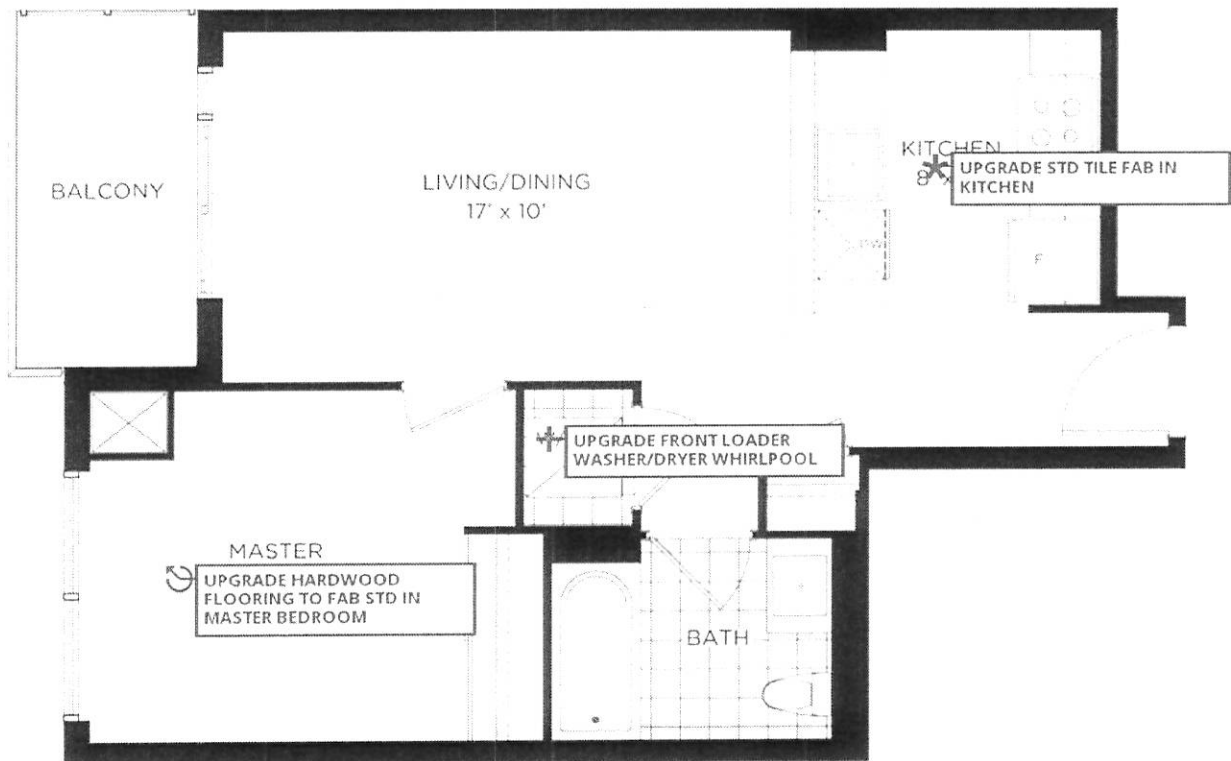 BALCONY
LIVING/DINING
17' x 10'
KITCHEN
8'
UPGRADE STD TILE FAB IN
KITCHEN
F
UPGRADE FRONT LOADER
WASHER/DRYER WHIRLPOOL
MASTER
UPGRADE HARDWOOD
FLOORING TO FAB STD IN
MASTER BEDROOM
BATH